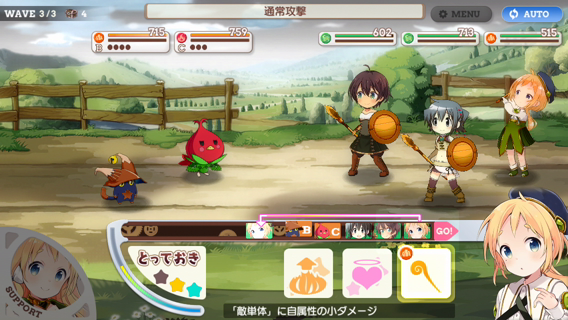 WAVE 3/3 4
通常攻撃
MENU
AUTO
715
B
759
C
602
713
515
B C GO!
とっておき
SUPPORT
「敵単体」に自属性の小ダメージ